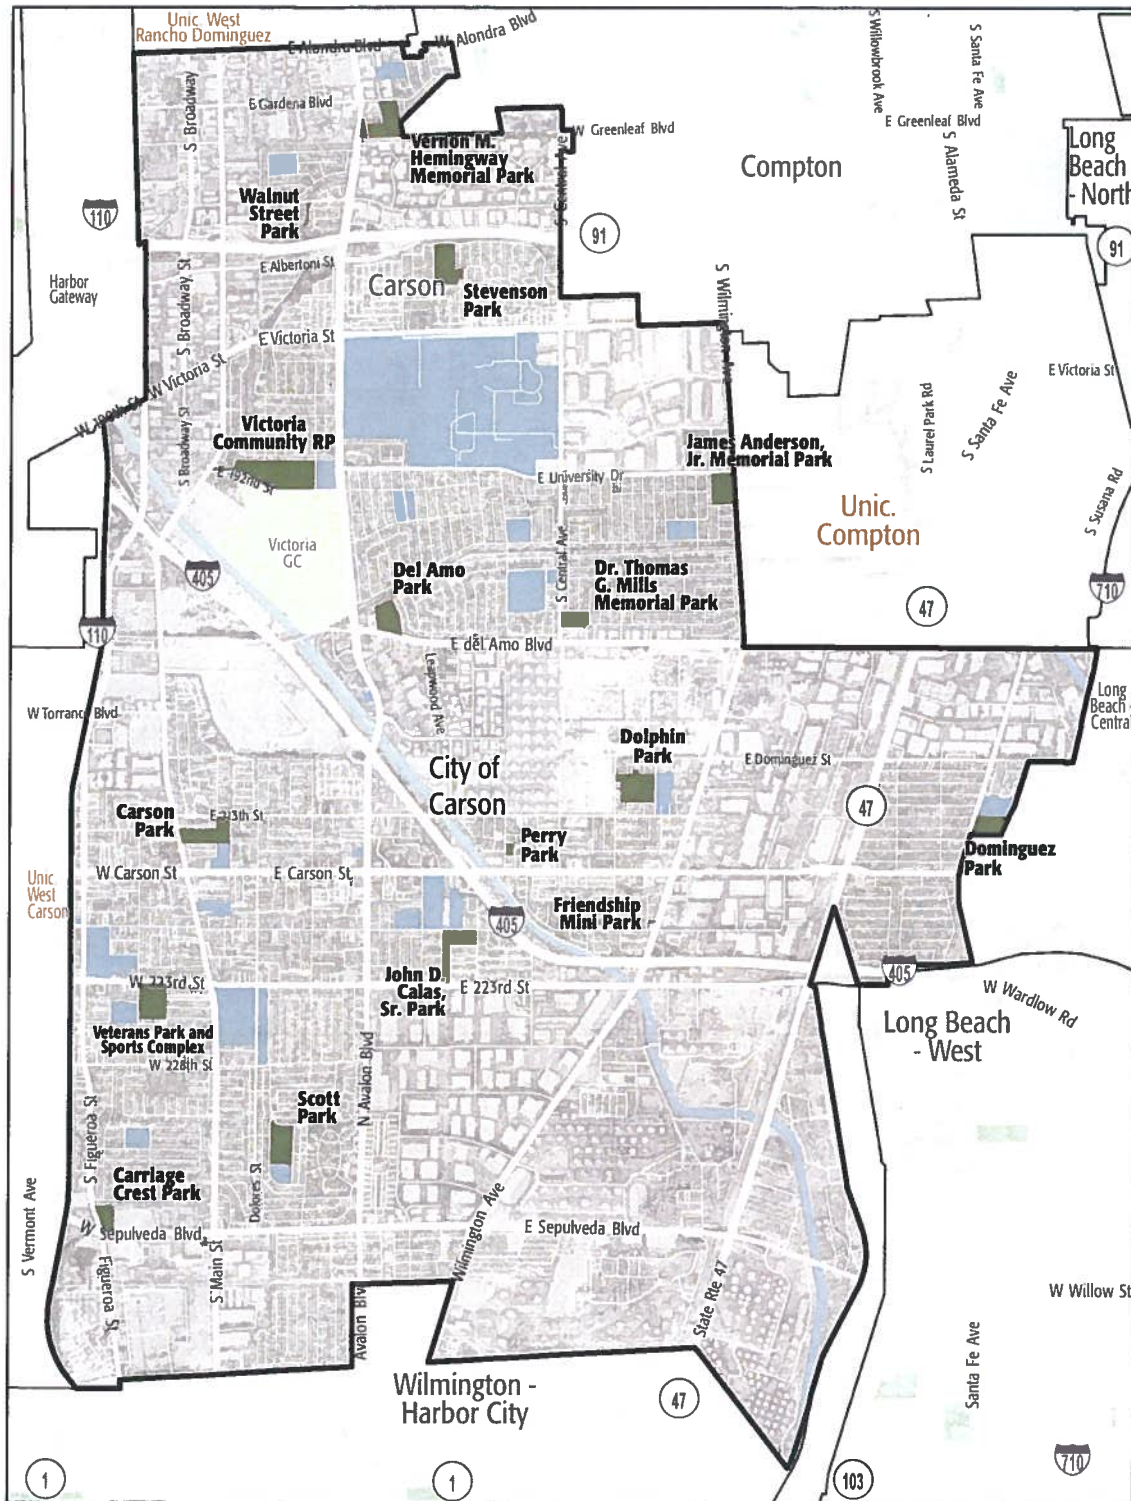 Unic. West
Rancho Dominguez
E Alondra Blvd
W Alondra Blvd
S Willowbrook Ave
S Santa Fe Ave
E Gardena Blvd
S Broadway
E Greenleaf Blvd
W Greenleaf Blvd
Vernon M.
Hemingway
Memorial Park
S Central Ave
Compton
S Alameda St
Long
Beach
- North
Walnut
Street
Park
110
91
91
Harbor
Gateway
E Albertoni St
Carson
Stevenson
Park
S Broadway St
S Wilmington Ave
E Victoria St
W Victoria St
E Victoria St
W 190th St
S Broadway St
Victoria
Community RP
S Laurel Park Rd
S Santa Fe Ave
James Anderson,
Jr. Memorial Park
E 192nd St
E University Dr
S Susana Rd
Unic.
Compton
Victoria
GC
S Central Ave
405
Del Amo
Park
Dr. Thomas
G. Mills
Memorial Park
710
47
110
E del Amo Blvd
Leapwood Ave
Long
Beach -
Central
W Torrance Blvd
Dolphin
Park
E Dominguez St
City of
Carson
47
Carson
Park
E 213th St
Perry
Park
Dominguez
Park
W Carson St
E Carson St
Unic
West
Carson
Friendship
Mini Park
405
405
John D.
Calas,
Sr. Park
W 223rd St
E 223rd St
W Wardlow Rd
Long Beach
- West
Veterans Park and
Sports Complex
W 228th St
N Avalon Blvd
Scott
Park
S Figueroa St
Carriage
Crest Park
Dolores St
S Vermont Ave
W Sepulveda Blvd
E Sepulveda Blvd
Wilmington Ave
Figueroa St
S Main St
State Rte 47
Avalon Blvd
W Willow St
Santa Fe Ave
Wilmington -
Harbor City
47
1
1
103
710